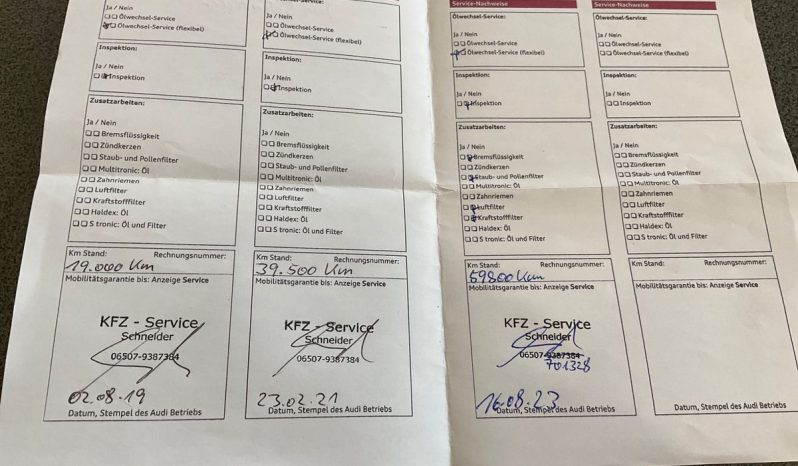 Ja / Nein
Ölwechsel-Service
Ölwechsel-Service (flexibel)
Inspektion:
Ja / Nein
Inspektion
Zusatzarbeiten:
Ja / Nein
Bremsflüssigkeit
Zündkerzen
Staub- und Pollenfilter
Multitronic: Öl
Zahnriemen
Luftfilter
Kraftstofffilter
Haldex: Öl
S tronic: Öl und Filter
Km Stand: Rechnungsnummer:
19.000 Km
Mobilitätsgarantie bis: Anzeige Service
KFZ - Service
Schneider
06507-9387384
02.08.19
Datum, Stempel des Audi Betriebs
Ja / Nein
Ölwechsel-Service
Ölwechsel-Service (flexibel)
Inspektion:
Ja / Nein
Inspektion
Zusatzarbeiten:
Ja / Nein
Bremsflüssigkeit
Zündkerzen
Staub- und Pollenfilter
Multitronic: Öl
Zahnriemen
Luftfilter
Kraftstofffilter
Haldex: Öl
S tronic: Öl und Filter
Km Stand: Rechnungsnummer:
39.500 Km
Mobilitätsgarantie bis: Anzeige Service
KFZ - Service
Schneider
06507-9387384
23.02.21
Datum, Stempel des Audi Betriebs
Service-Nachweise
Ölwechsel-Service:
Ja / Nein
Ölwechsel-Service
Ölwechsel-Service (flexibel)
Inspektion:
Ja / Nein
Inspektion
Zusatzarbeiten:
Ja / Nein
Bremsflüssigkeit
Zündkerzen
Staub- und Pollenfilter
Multitronic: Öl
Zahnriemen
Luftfilter
Kraftstofffilter
Haldex: Öl
S tronic: Öl und Filter
Km Stand: Rechnungsnummer:
59800 Km
Mobilitätsgarantie bis: Anzeige Service
KFZ - Service
Schneider
06507-9387384
701328
16.08.23
Datum, Stempel des Audi Betriebs
Service-Nachweise
Ölwechsel-Service:
Ja / Nein
Ölwechsel-Service
Ölwechsel-Service (flexibel)
Inspektion:
Ja / Nein
Inspektion
Zusatzarbeiten:
Ja / Nein
Bremsflüssigkeit
Zündkerzen
Staub- und Pollenfilter
Multitronic: Öl
Zahnriemen
Luftfilter
Kraftstofffilter
Haldex: Öl
S tronic: Öl und Filter
Km Stand: Rechnungsnummer:
Mobilitätsgarantie bis: Anzeige Service
Datum, Stempel des Audi Betriebs